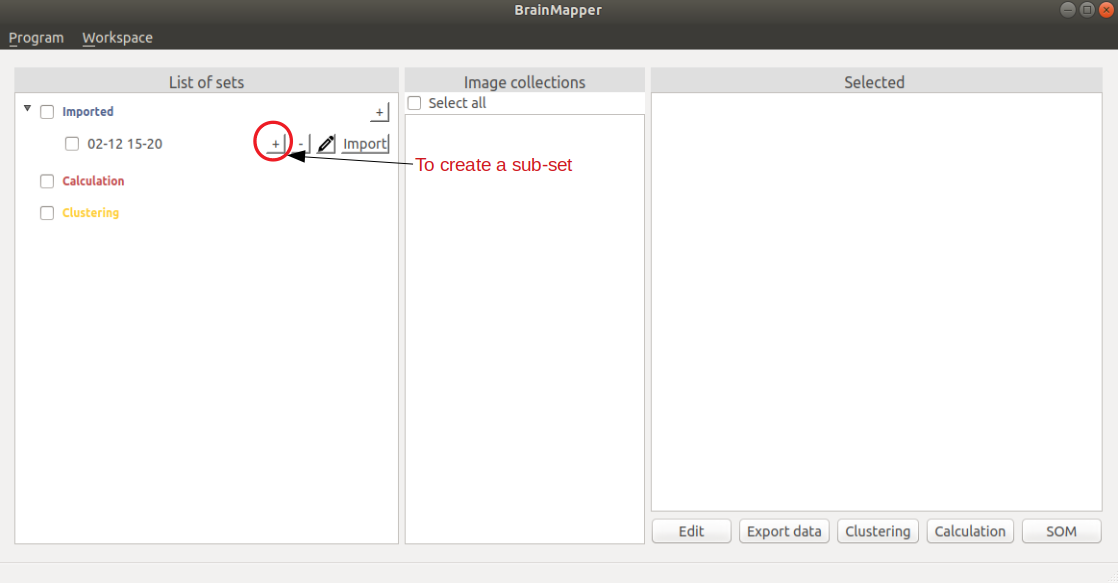 BrainMapper
Program Workspace
List of sets
Imported +
02-12 15-20 + - Import
Calculation
Clustering
Image collections
Select all
To create a sub-set
Selected
Edit Export data Clustering Calculation SOM